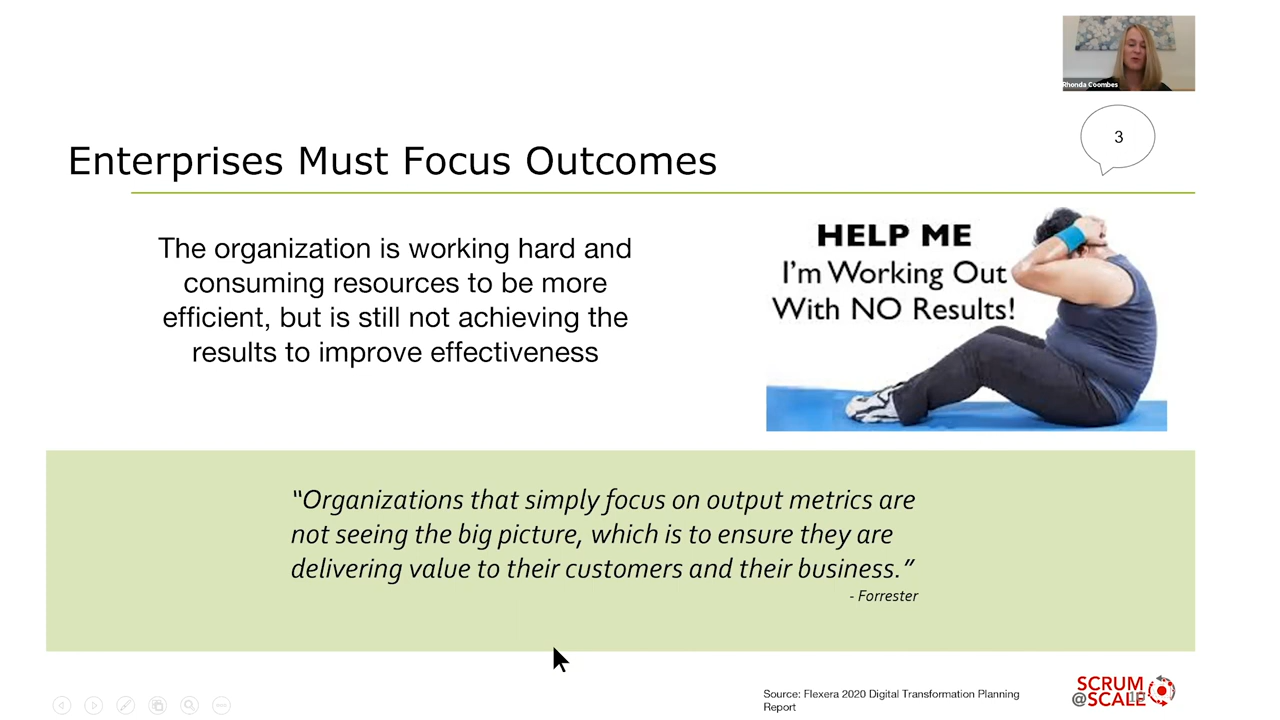 Rhonda Coombes
3
Enterprises Must Focus Outcomes
The organization is working hard and
consuming resources to be more
efficient, but is still not achieving the
results to improve effectiveness
HELP ME
I'm Working Out
With NO Results!
“Organizations that simply focus on output metrics are
not seeing the big picture, which is to ensure they are
delivering value to their customers and their business.”
- Forrester
Source: Flexera 2020 Digital Transformation Planning
Report
SCRUM
@SCALE